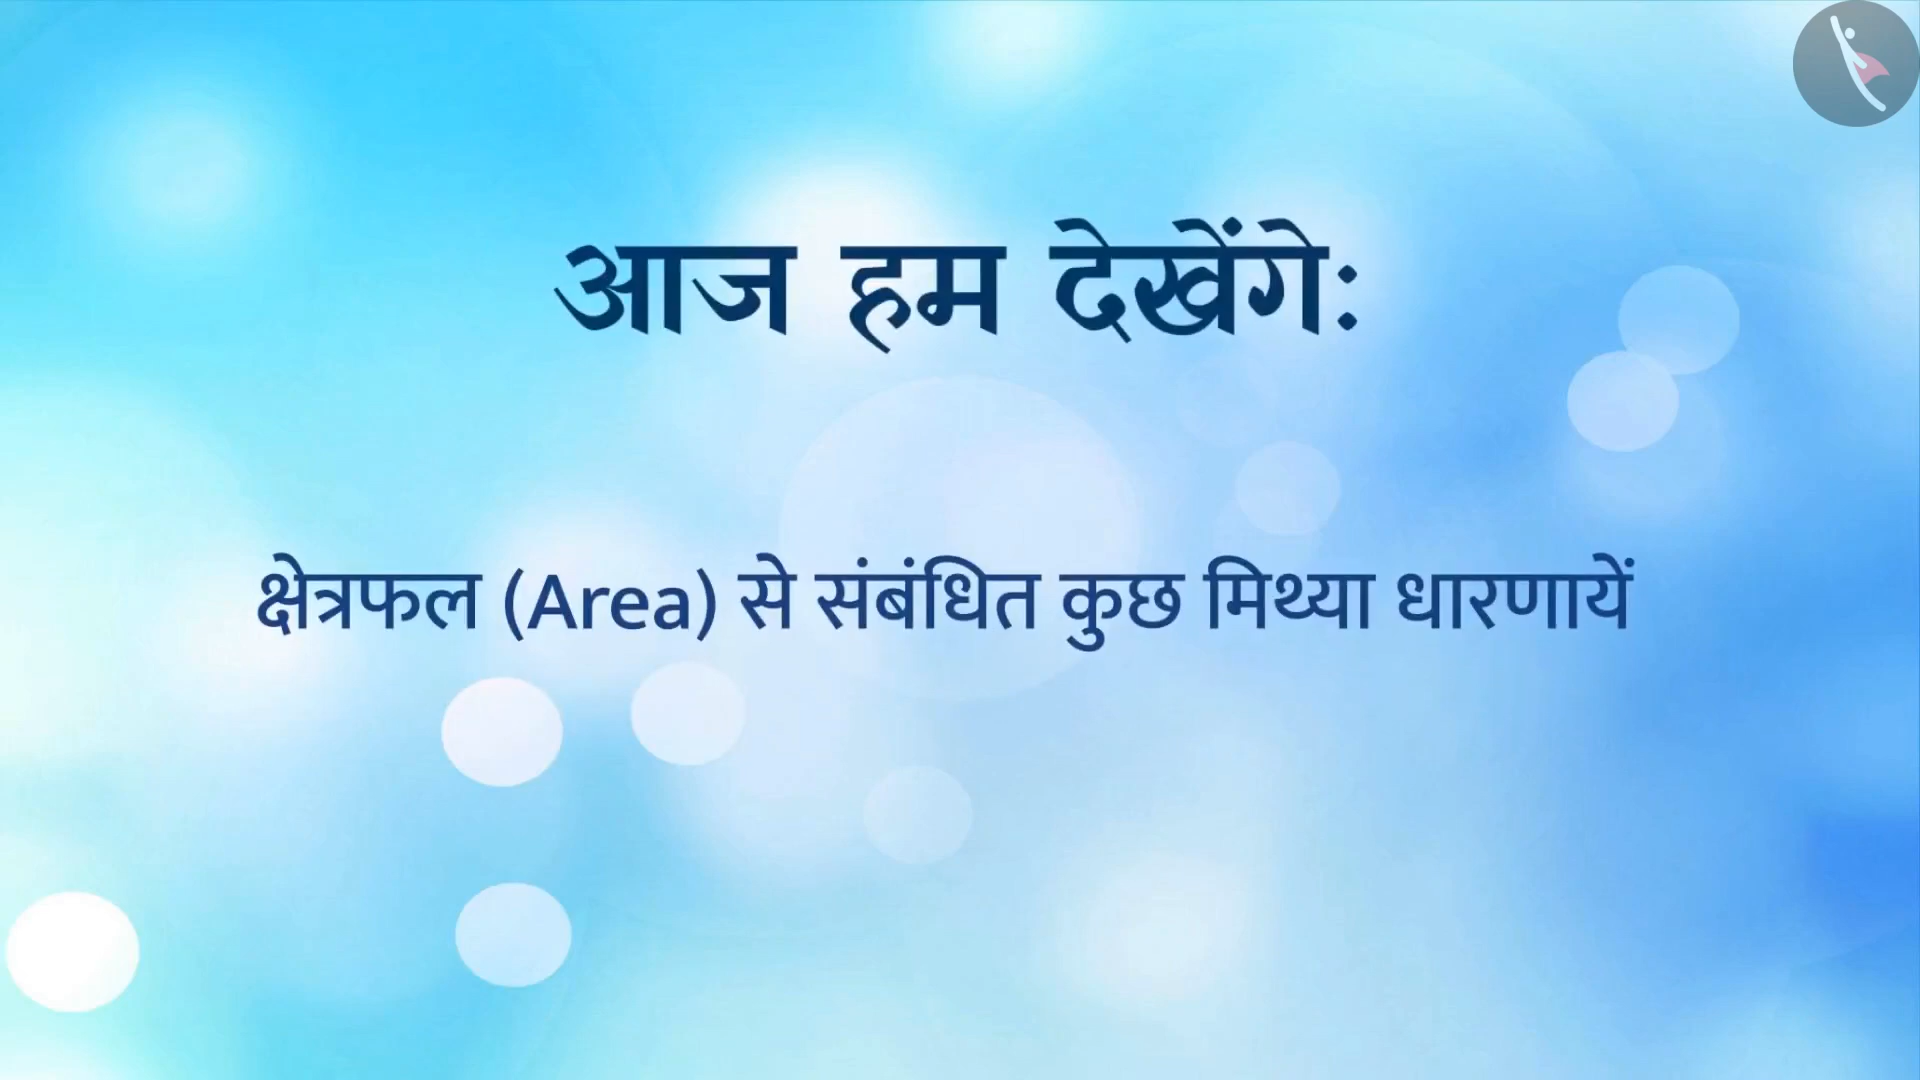 आज हम देखेंगे:
क्षेत्रफल (Area) से संबंधित कुछ मिथ्या धारणायें